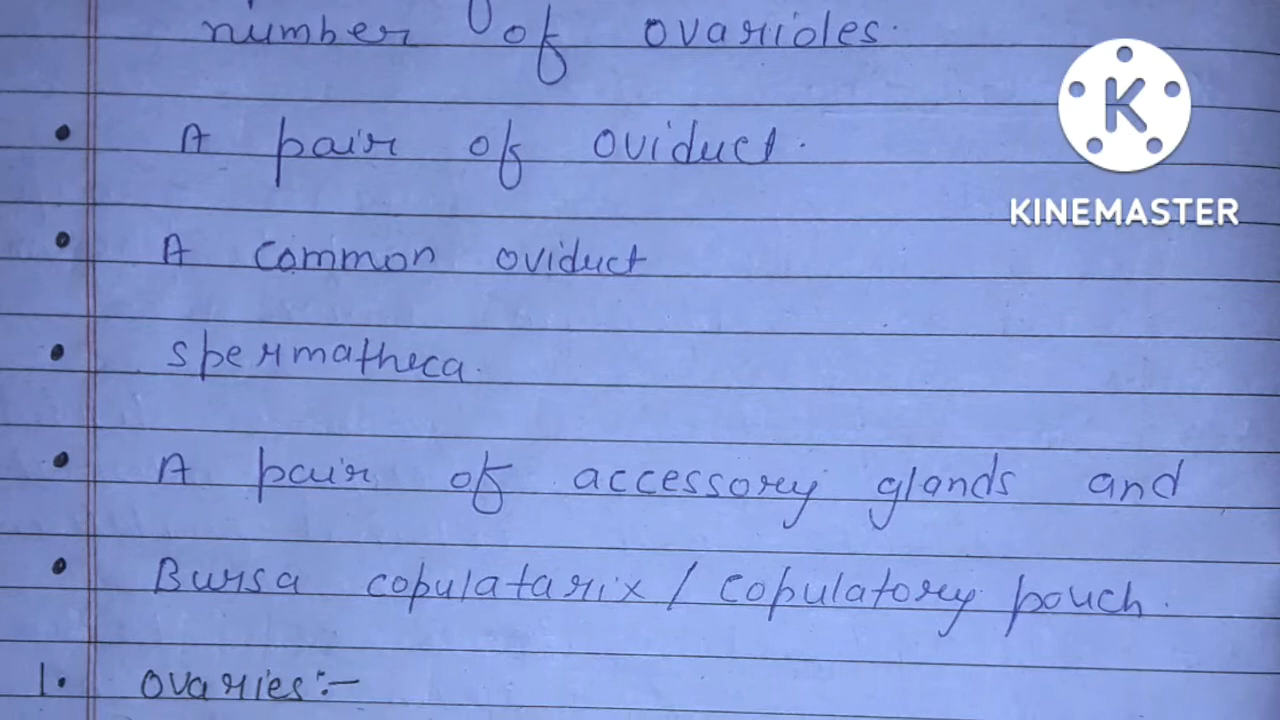 number of ovarioles.
• A pair of oviduct.
• A common oviduct
• spermatheca.
• A pair of accessory glands and
• Bursa copulatarix / copulatory pouch.
1. ovaries:-
K
KINEMASTER